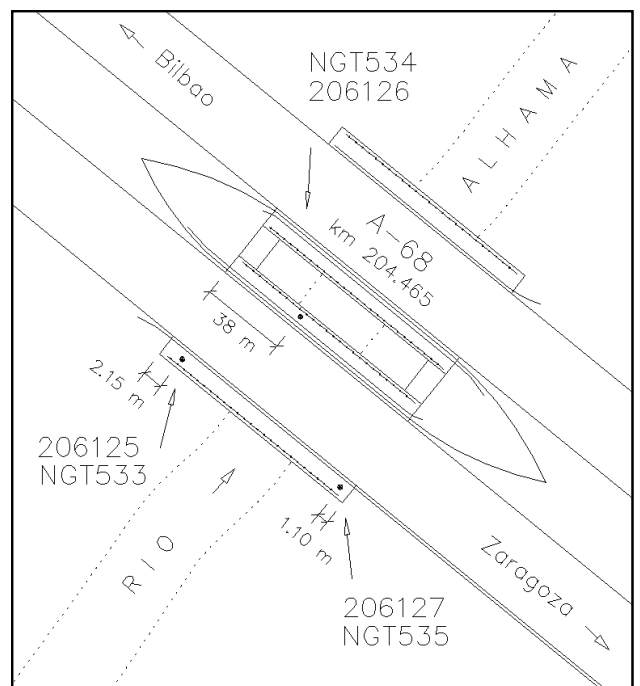 Bilbao
NGT534
206126
ALHAMA
A-68
km 204.465
38 m
2.15 m
206125
NGT533
RIO
1.10 m
Zaragoza
206127
NGT535